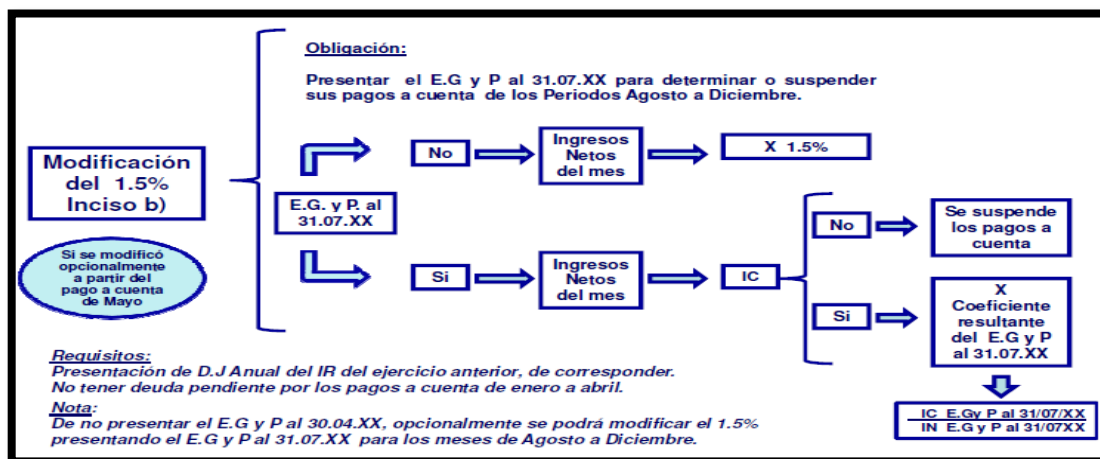 Obligación:
Presentar el E.G y P al 31.07.XX para determinar o suspender
sus pagos a cuenta de los Periodos Agosto a Diciembre.
Modificación
del 1.5%
Inciso b)
Si se modificó
opcionalmente
a partir del
pago a cuenta
de Mayo
E.G. y P. al
31.07.XX
No
Ingresos
Netos
del mes
X 1.5%
Si
Ingresos
Netos
del mes
IC
No
Se suspende
los pagos a
cuenta
Si
X
Coeficiente
resultante
del E.G y P
al 31.07.XX
IC E.Gy P al 31/07/XX
IN E.G y P al 31/07XX
Requisitos:
Presentación de D.J Anual del IR del ejercicio anterior, de corresponder.
No tener deuda pendiente por los pagos a cuenta de enero a abril.
Nota:
De no presentar el E.G y P al 30.04.XX, opcionalmente se podrá modificar el 1.5%
presentando el E.G y P al 31.07.XX para los meses de Agosto a Diciembre.